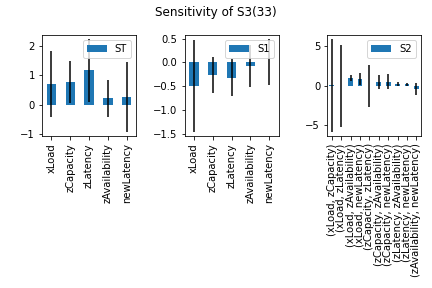 Sensitivity of S3(33)
2
1
0
−1
ST
xLoad
zCapacity
zLatency
zAvailability
newLatency
0.5
0.0
−0.5
−1.0
−1.5
S1
xLoad
zCapacity
zLatency
zAvailability
newLatency
5
0
−5
S2
(xLoad, zCapacity)
(xLoad, zLatency)
(xLoad, zAvailability)
(xLoad, newLatency)
(zCapacity, zLatency)
(zCapacity, zAvailability)
(zCapacity, newLatency)
(zLatency, zAvailability)
(zLatency, newLatency)
(zAvailability, newLatency)